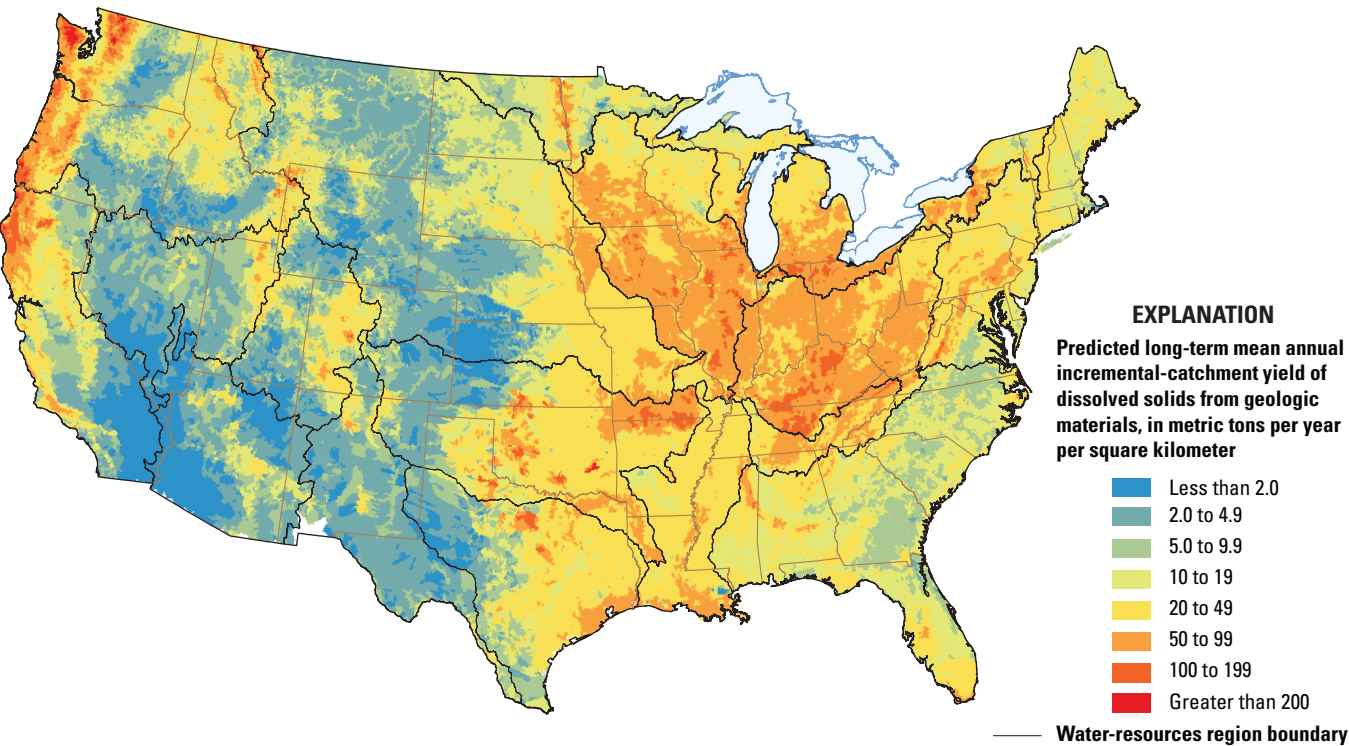 EXPLANATION
Predicted long-term mean annual
incremental-catchment yield of
dissolved solids from geologic
materials, in metric tons per year
per square kilometer
Less than 2.0
2.0 to 4.9
5.0 to 9.9
10 to 19
20 to 49
50 to 99
100 to 199
Greater than 200
Water-resources region boundary